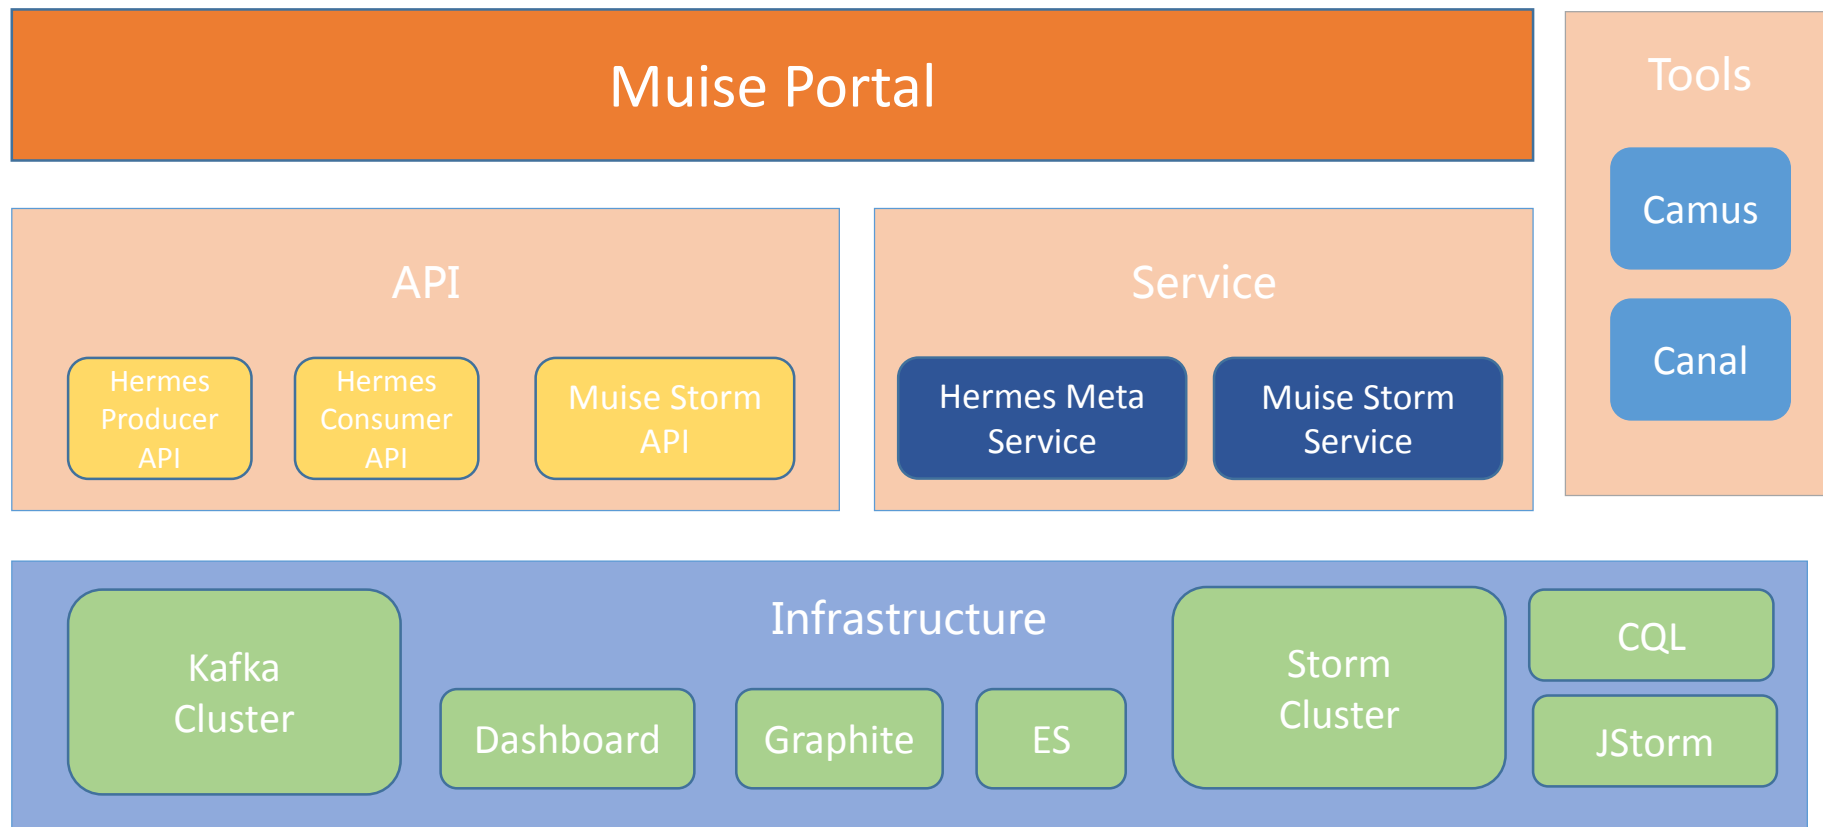 Muise Portal
Tools
Camus
Canal
API
Hermes
Producer
API
Hermes
Consumer
API
Muise Storm
API
Service
Hermes Meta
Service
Muise Storm
Service
Infrastructure
Kafka
Cluster
Dashboard
Graphite
ES
Storm
Cluster
CQL
JStorm